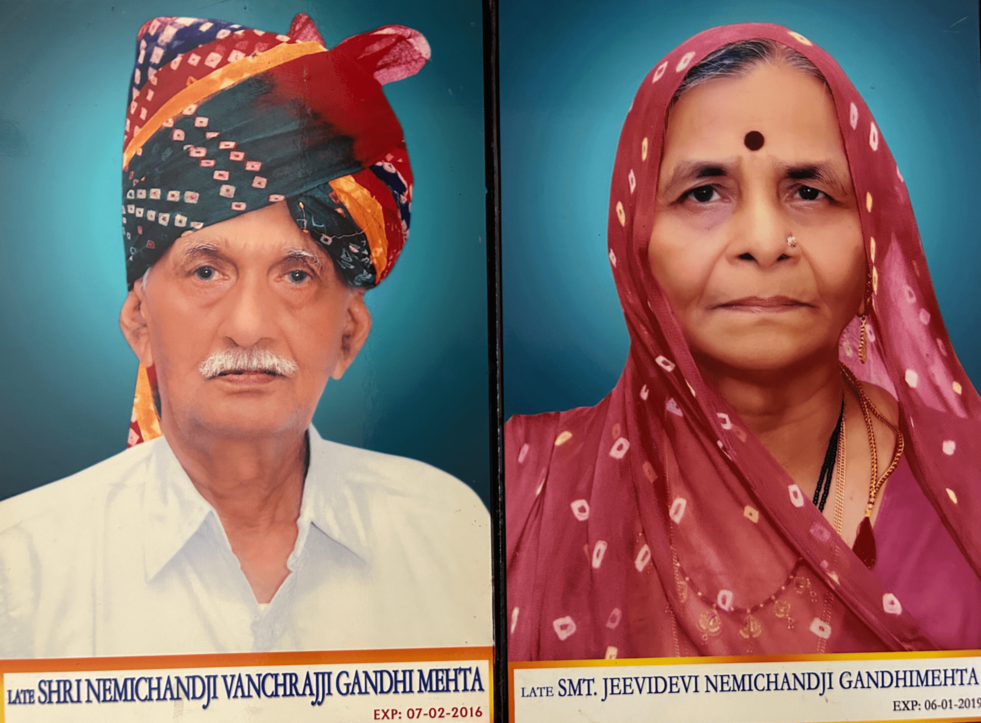 LATE SHRI NEMICHANDJI VANCHRAJJI GANDHI MEHTA
EXP: 07-02-2016
LATE SMT. JEEVIDEVI NEMICHANDJI GANDHIMEHTA
EXP: 06-01-2019